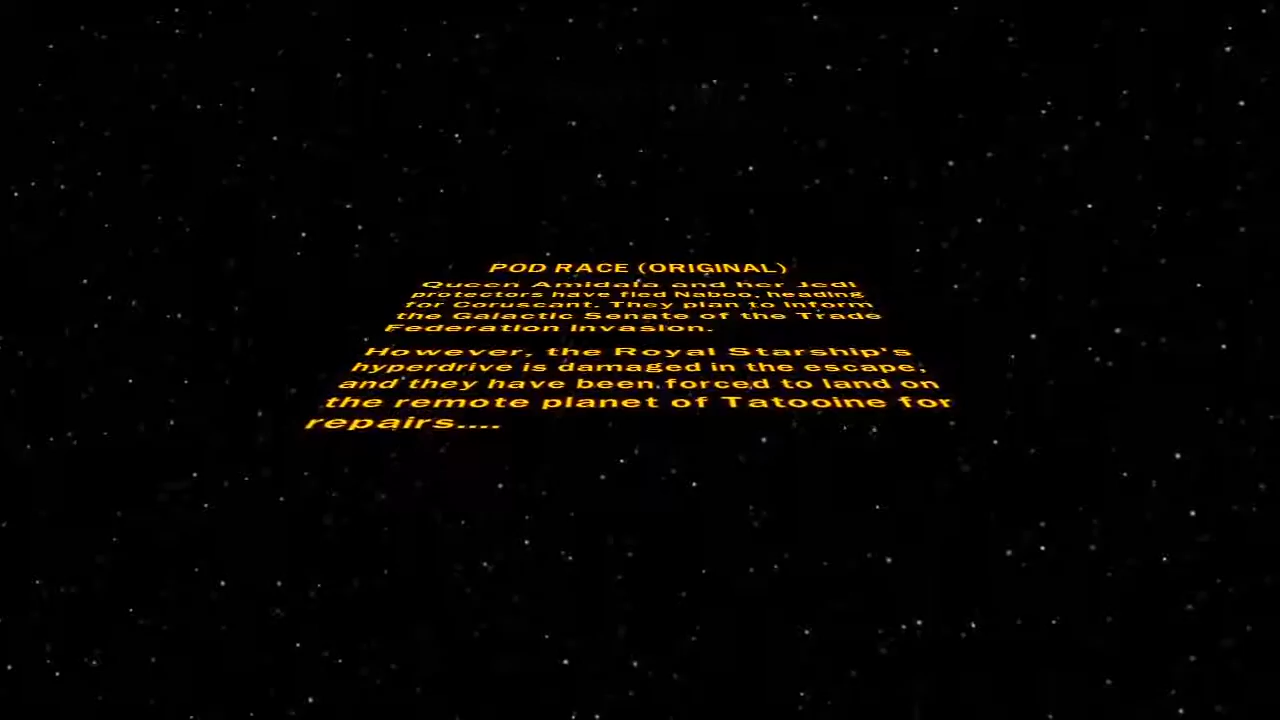 POD RACE (ORIGINAL)
Queen Amidala and her Jedi
protectors have fled Naboo, heading
for Coruscant. They plan to inform
the Galactic Senate of the Trade
Federation invasion.
However, the Royal Starship's
hyperdrive is damaged in the escape,
and they have been forced to land on
the remote planet of Tatooine for
repairs....